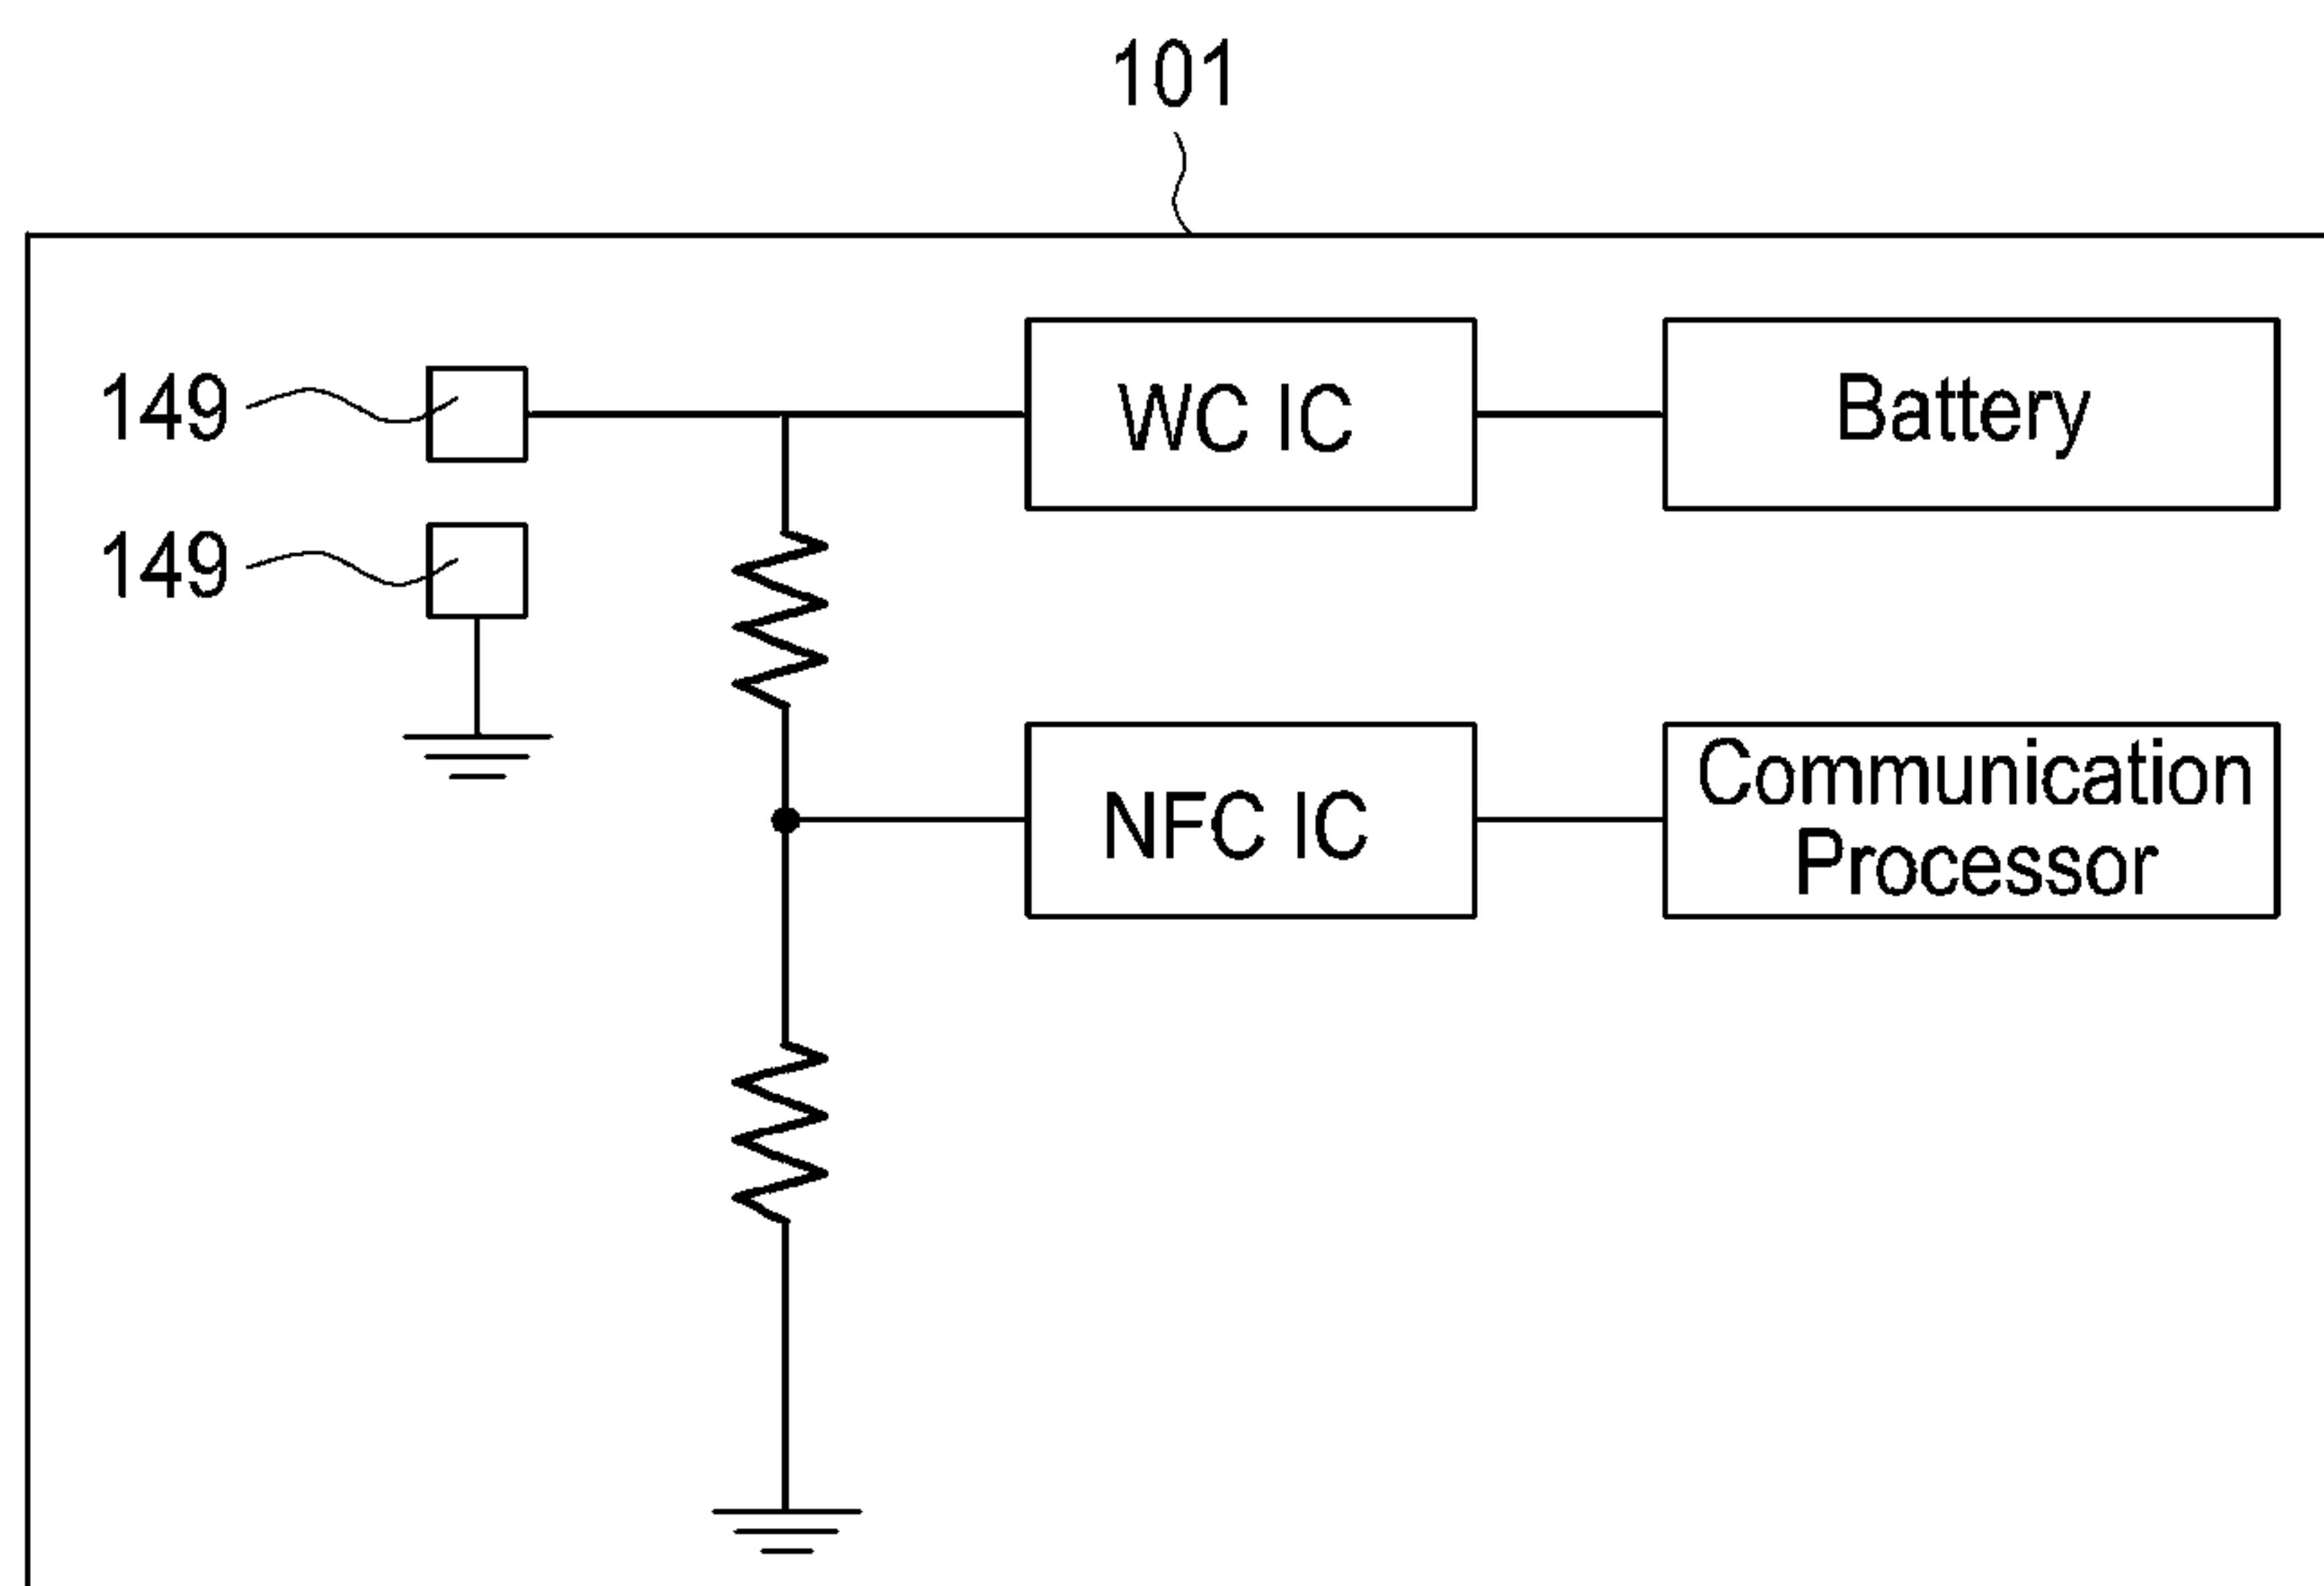 101
149
WC IC
Battery
149
NFC IC
Communication
Processor